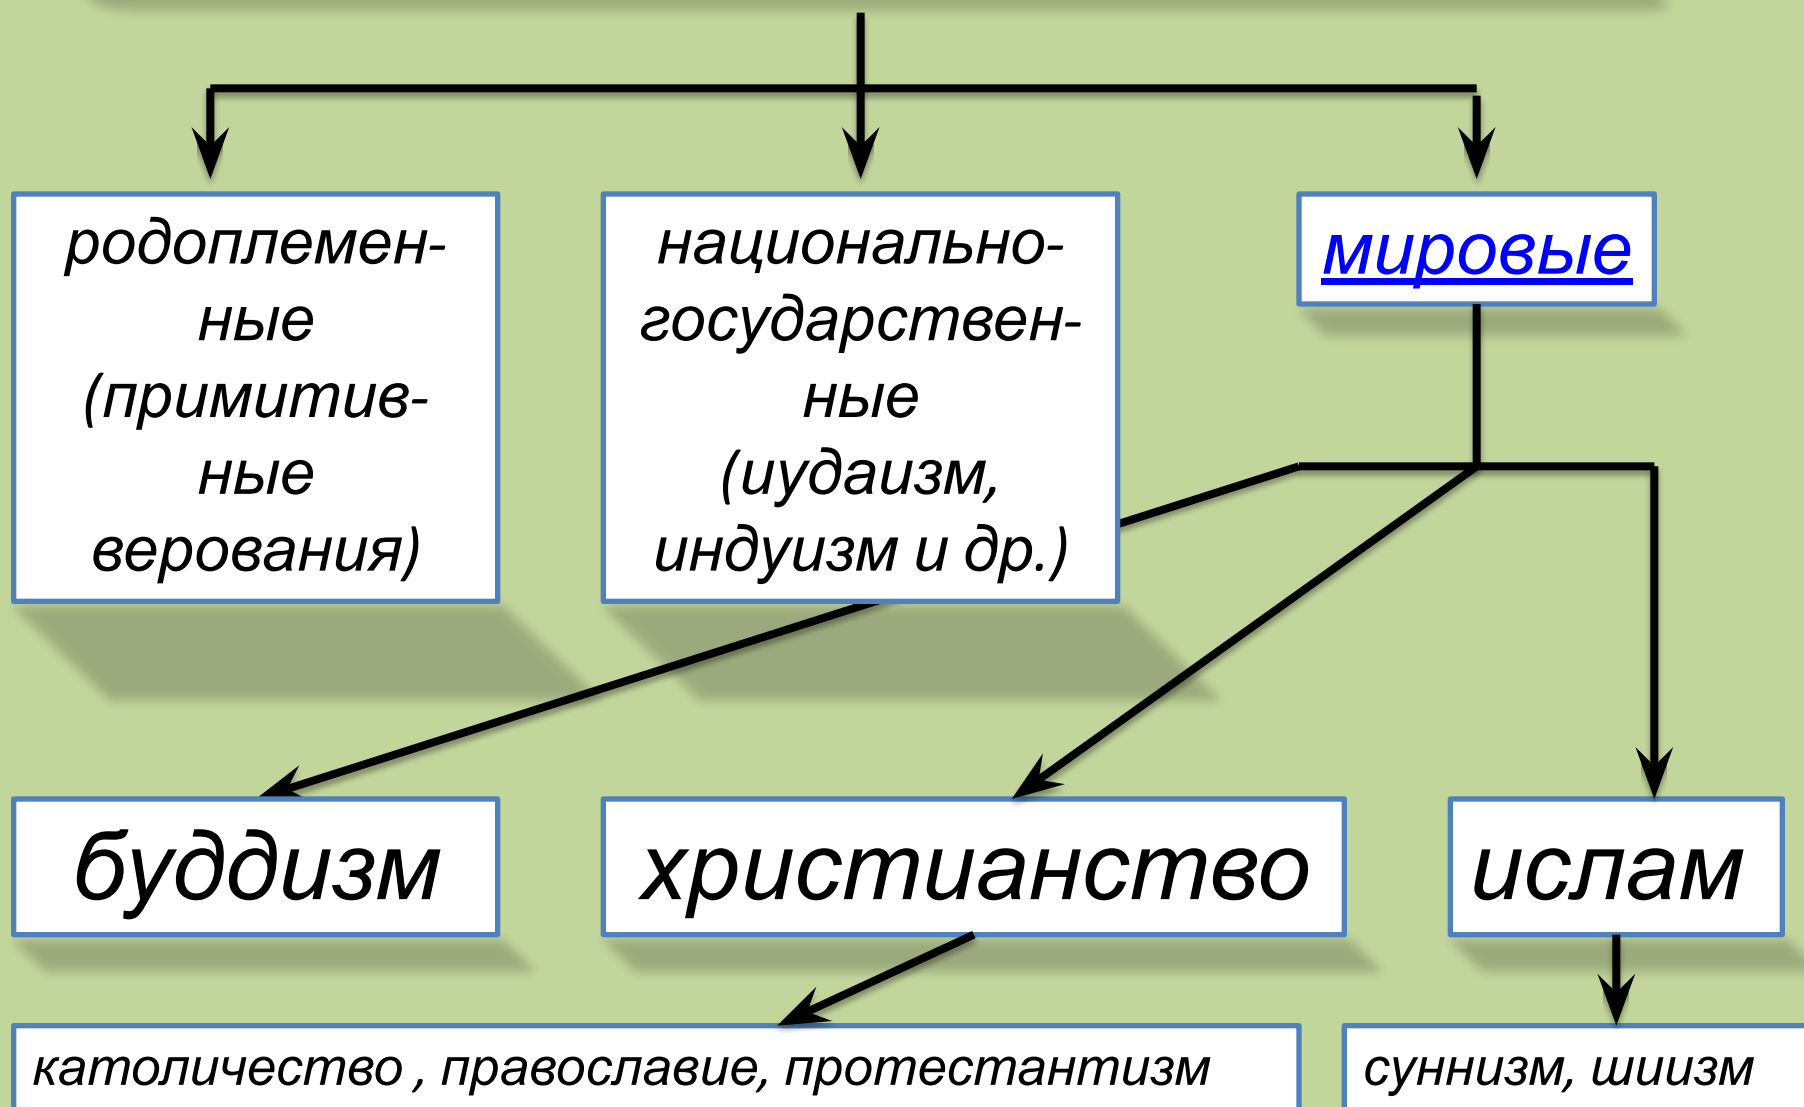 родоплемен-
ные
(примитив-
ные
верования)
национально-
государствен-
ные
(иудаизм,
индуизм и др.)
мировые
буддизм
христианство
ислам
католичество , православие, протестантизм
суннизм, шиизм